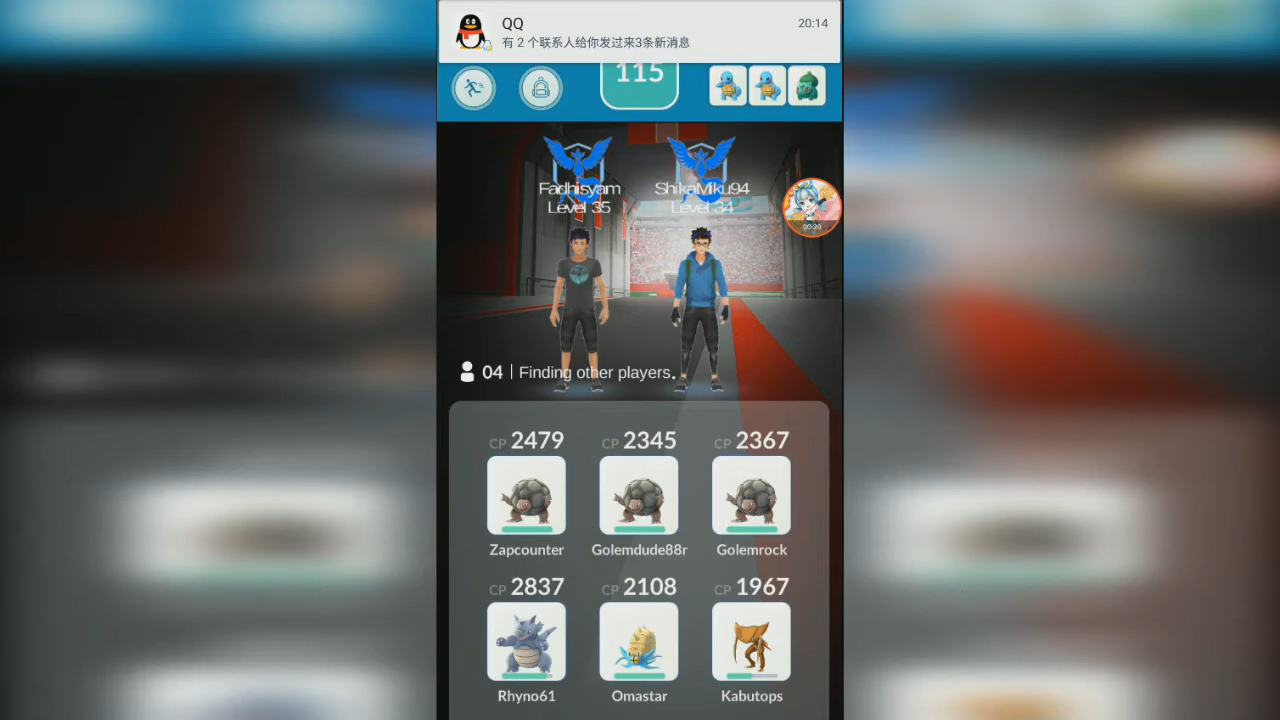 QQ
20:14
有 2 个联系人给你发过来3条新消息
115
Fadhisyam
Level 35
ShikaMiku94
Level 34
00:39
04 | Finding other players.
CP 2479
CP 2345
CP 2367
Zapcounter
Golemdude88r
Golemrock
CP 2837
CP 2108
CP 1967
Rhyno61
Omastar
Kabutops